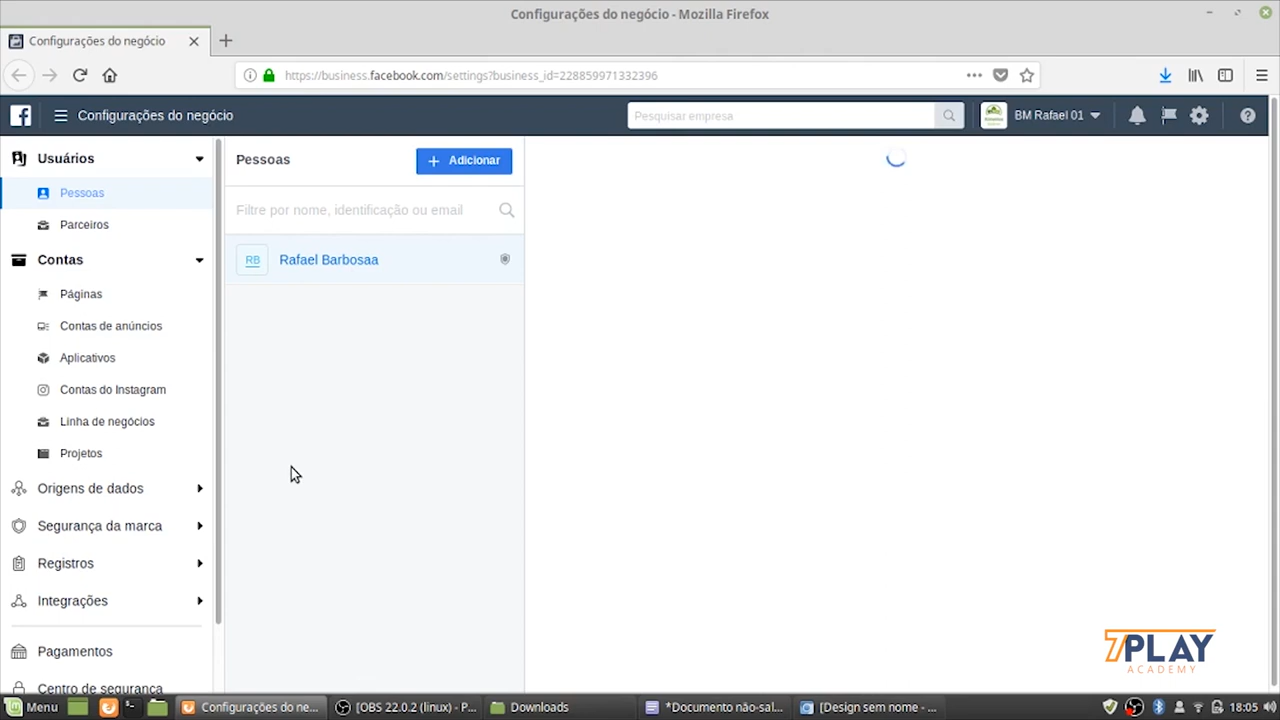 Configurações do negócio - Mozilla Firefox
Configurações do negócio
https://business.facebook.com/settings?business_id=228859971332396
Configurações do negócio
Pesquisar empresa
BM Rafael 01
Usuários
Pessoas
Parceiros
Contas
Páginas
Contas de anúncios
Aplicativos
Contas do Instagram
Linha de negócios
Projetos
Origens de dados
Segurança da marca
Registros
Integrações
Pagamentos
Centro de segurança
Pessoas
Adicionar
Filtre por nome, identificação ou email
RB
Rafael Barbosaa
7PLAY
ACADEMY
Menu
Configurações do ne...
[OBS 22.0.2 (linux) - P...
Downloads
*Documento não-sal...
[Design sem nome - ...
18:05